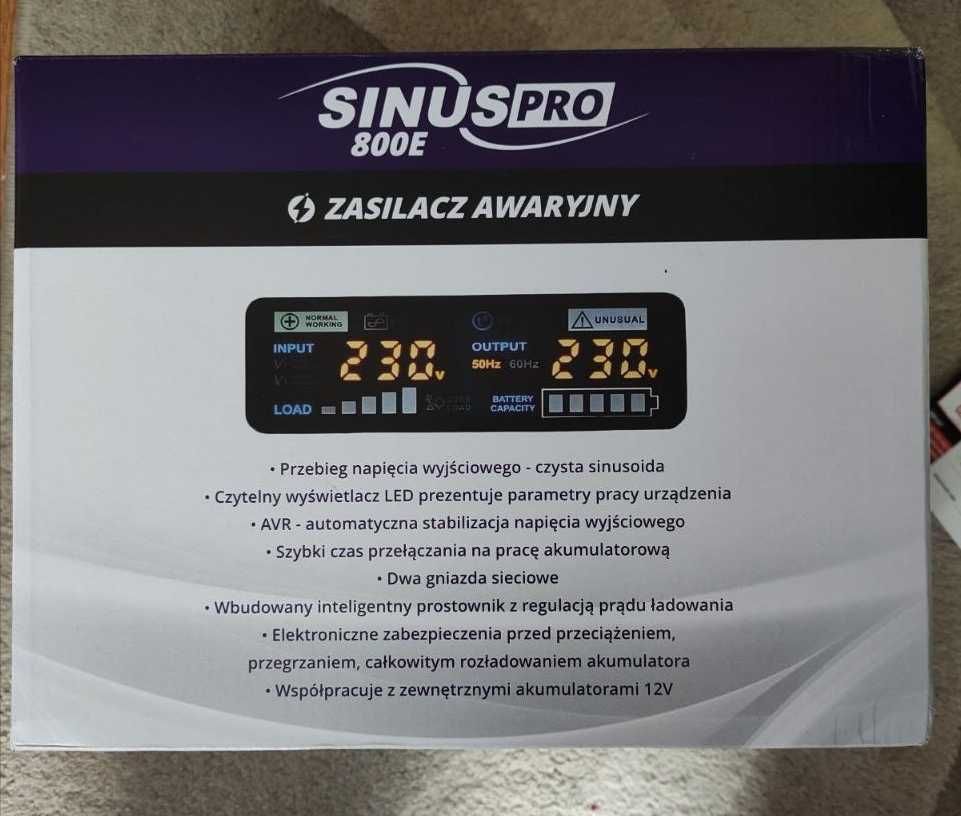 SINUS PRO
800E
ZASILACZ AWARYJNY
NORMAL WORKING
UNUSUAL
INPUT 230v
OUTPUT 50Hz 60Hz 230v
LOAD
BATTERY CAPACITY
• Przebieg napięcia wyjściowego - czysta sinusoida
• Czytelny wyświetlacz LED prezentuje parametry pracy urządzenia
• AVR - automatyczna stabilizacja napięcia wyjściowego
• Szybki czas przełączania na pracę akumulatorową
• Dwa gniazda sieciowe
• Wbudowany inteligentny prostownik z regulacją prądu ładowania
• Elektroniczne zabezpieczenia przed przeciążeniem,
przegrzaniem, całkowitym rozładowaniem akumulatora
• Współpracuje z zewnętrznymi akumulatorami 12V